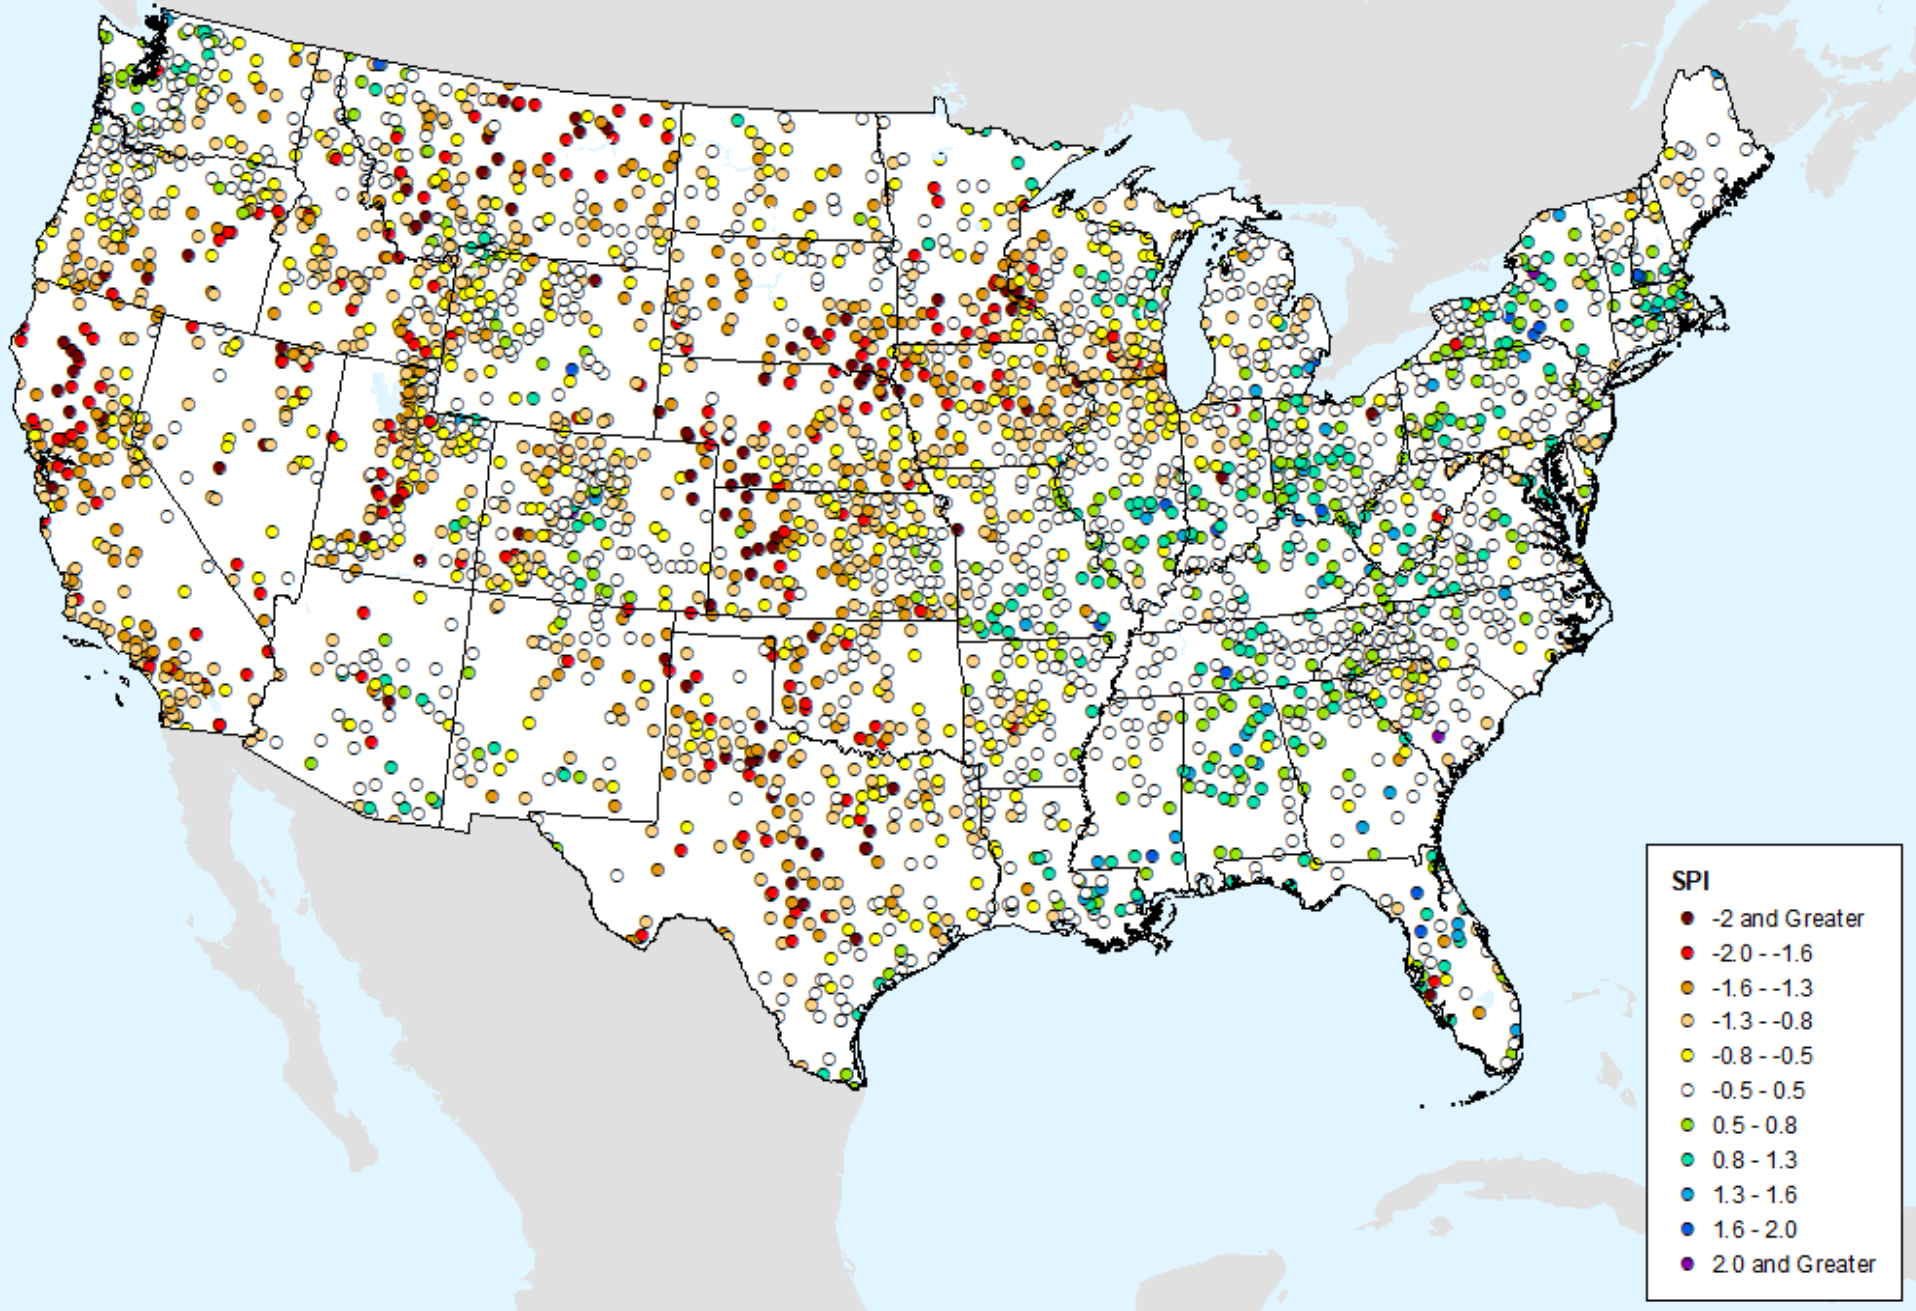 SPI
-2 and Greater
-2.0 - -1.6
-1.6 - -1.3
-1.3 - -0.8
-0.8 - -0.5
-0.5 - 0.5
0.5 - 0.8
0.8 - 1.3
1.3 - 1.6
1.6 - 2.0
2.0 and Greater